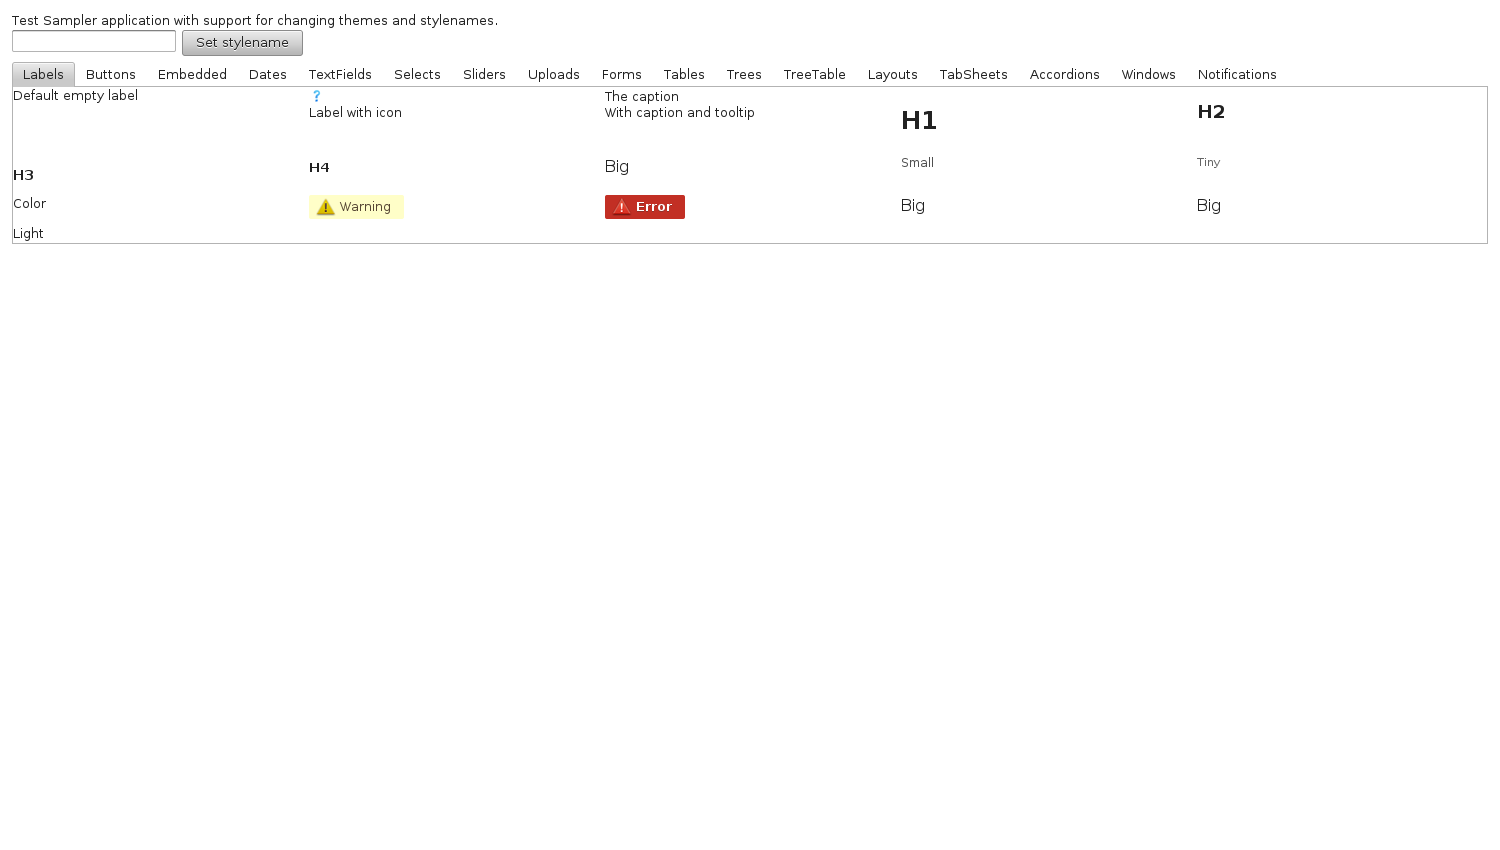 Test Sampler application with support for changing themes and stylenames.
Set stylename
Labels Buttons Embedded Dates TextFields Selects Sliders Uploads Forms Tables Trees TreeTable Layouts TabSheets Accordions Windows Notifications
Default empty label
?
Label with icon
The caption
With caption and tooltip
H1
H2
H3
H4
Big
Small
Tiny
Color
Warning
Error
Big
Big
Light